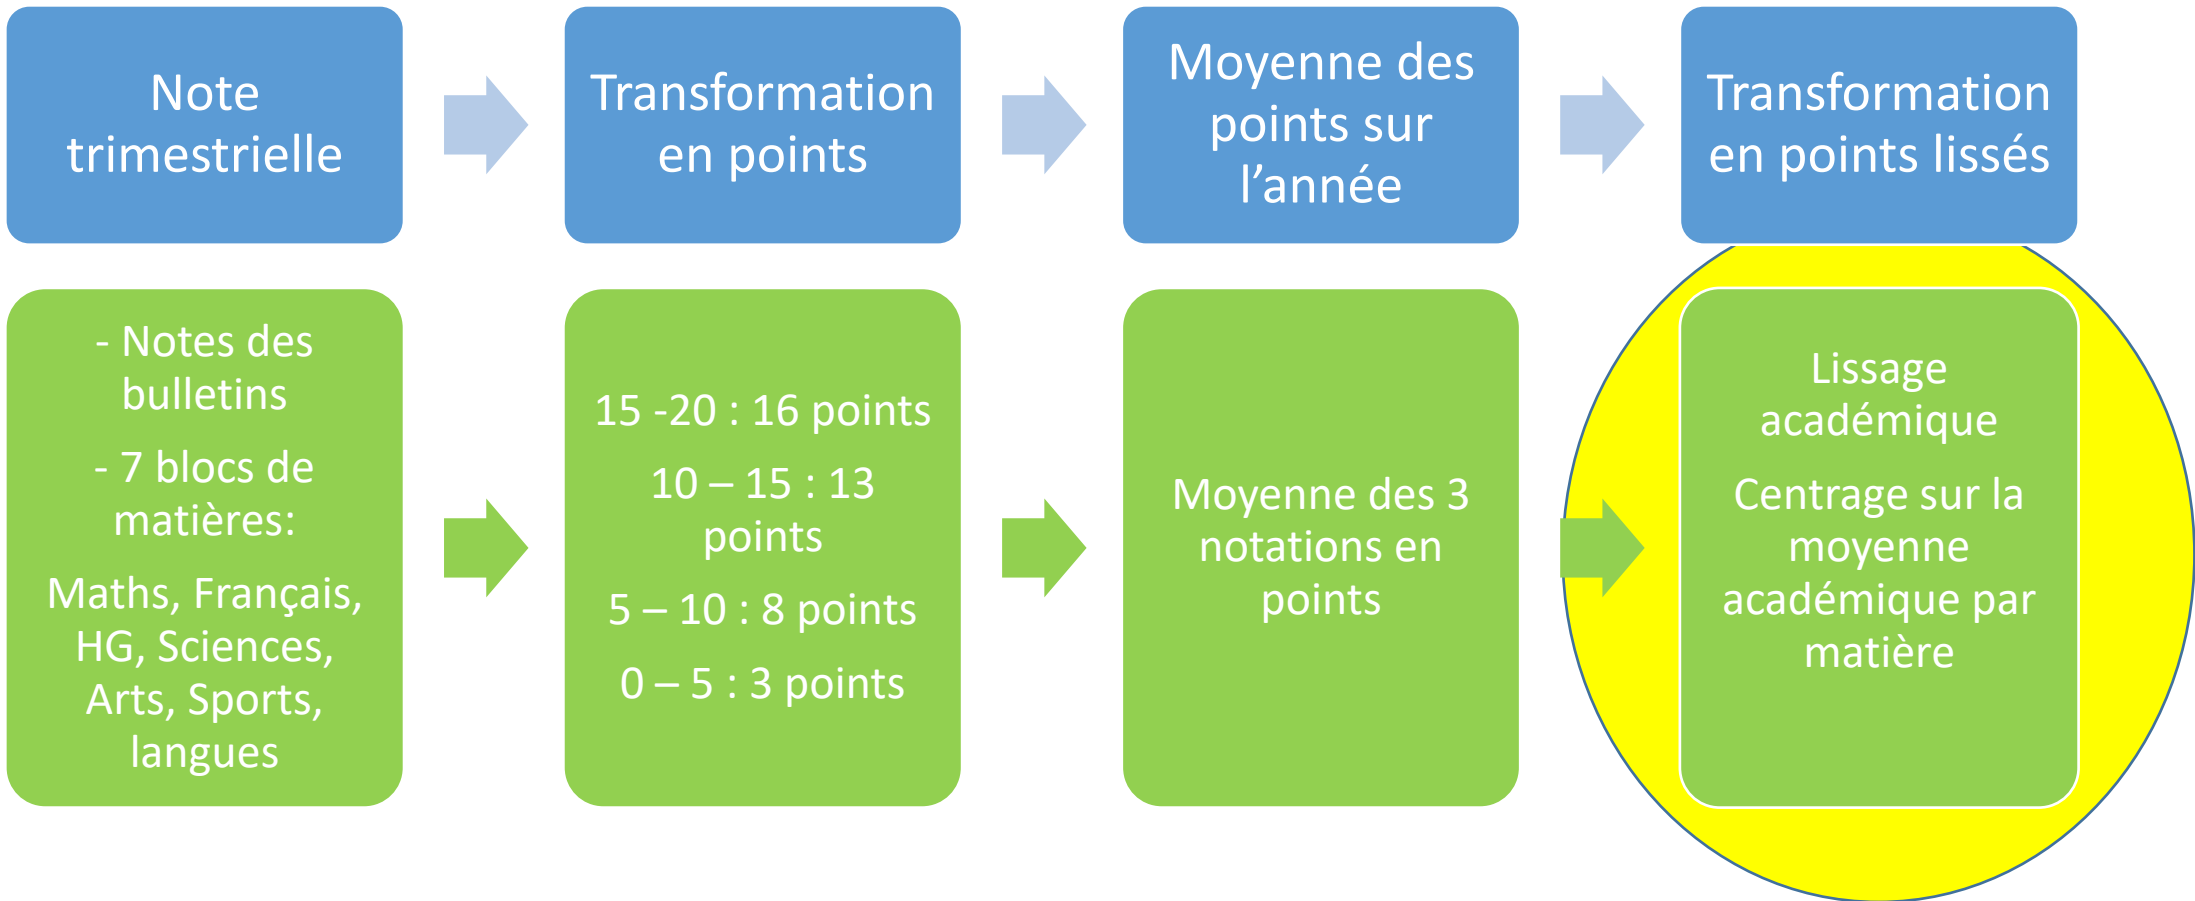 Note
trimestrielle
Transformation
en points
Moyenne des
points sur
l’année
Transformation
en points lissés
- Notes des
bulletins
- 7 blocs de
matières:
Maths, Français,
HG, Sciences,
Arts, Sports,
langues
15 -20 : 16 points
10 – 15 : 13
points
5 – 10 : 8 points
0 – 5 : 3 points
Moyenne des 3
notations en
points
Lissage
académique
Centrage sur la
moyenne
académique par
matière